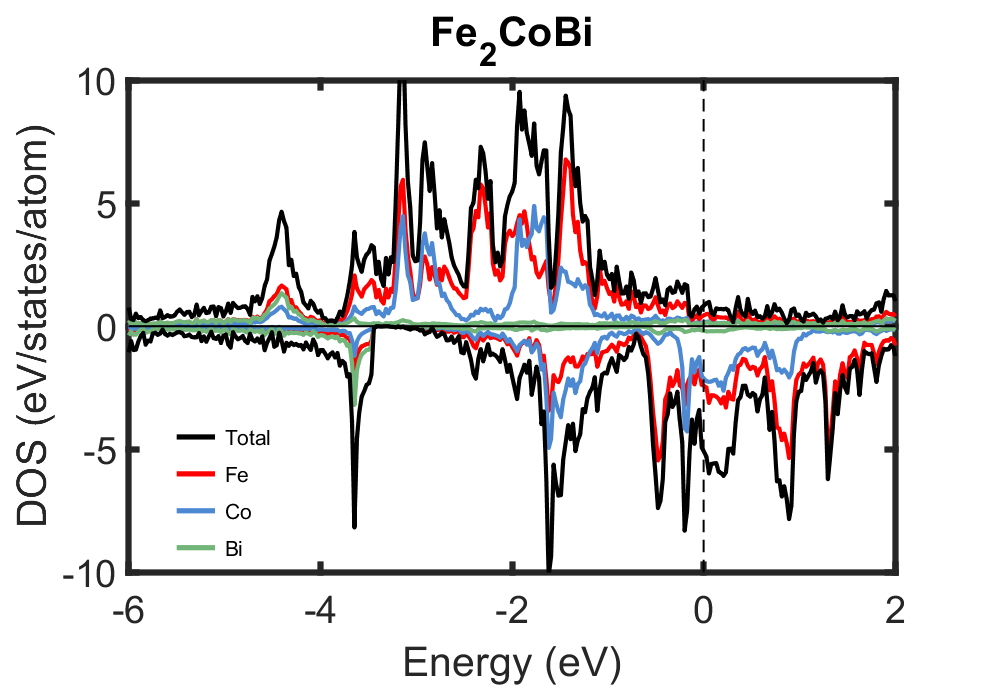 Fe2CoBi
DOS (eV/states/atom)
10
5
0
-5
-10
Total
Fe
Co
Bi
-6 -4 -2 0 2
Energy (eV)